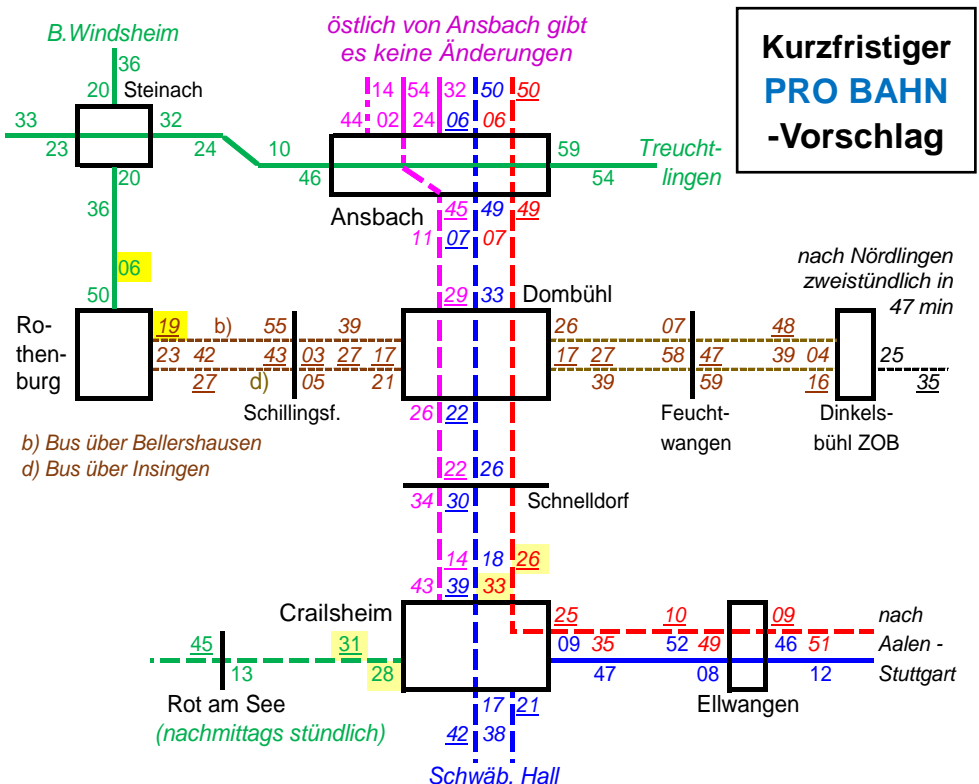 B.Windsheim
östlich von Ansbach gibt
es keine Änderungen
Kurzfristiger
PRO BAHN
-Vorschlag
36
20
Steinach
14 54 32 50 50
44 02 24 06 06
33
23
32
24
10
46
59
54
Treucht-
lingen
20
36
Ansbach
45 49 49
11 07 07
06
50
29 33
Dombühl
nach Nördlingen
zweistündlich in
47 min
Ro-
then-
burg
19 b) 55 39
23 42 43 03 27 17
27 d) 05 21
Schillingsf.
26 07 48
17 27 58 47 39 04
39 59 16
25
35
Feucht-
wangen
Dinkels-
bühl ZOB
26 22
b) Bus über Bellershausen
d) Bus über Insingen
22 26
34 30
Schnelldorf
14 18 26
43 39 33
Crailsheim
25 10 09
09 35 52 49 46 51
47 08 12
nach
Aalen -
Stuttgart
45 31
13 28
Rot am See
(nachmittags stündlich)
Ellwangen
17 21
42 38
Schwäb. Hall